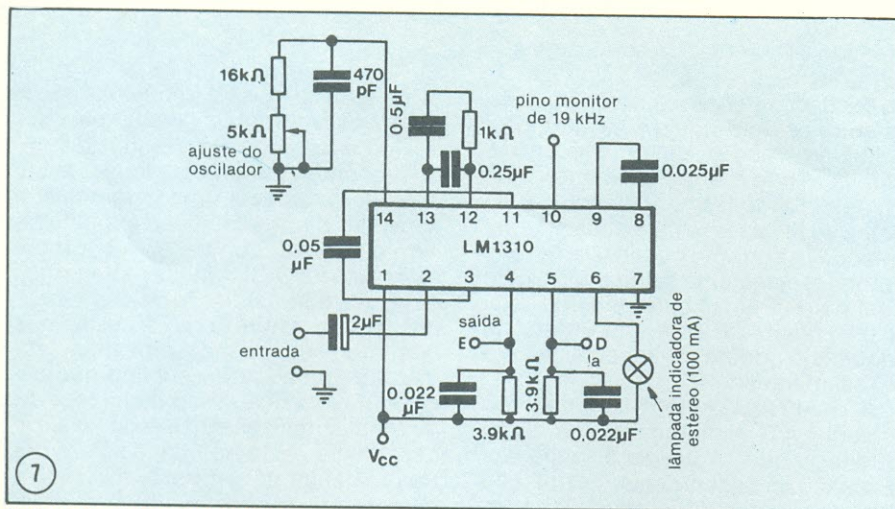 16kΩ
470
pF
5kΩ
ajuste do
oscilador
0.5µF
1kΩ
0.25µF
pino monitor
de 19 kHz
0.025µF
14 13 12 11 10 9 8
LM1310
1 2 3 4 5 6 7
0,05
µF
2µF
entrada
saída
E
D
0.022
µF
3.9kΩ
3.9kΩ
0.022µF
lâmpada indicadora de
estéreo (100 mA)
Vcc
7